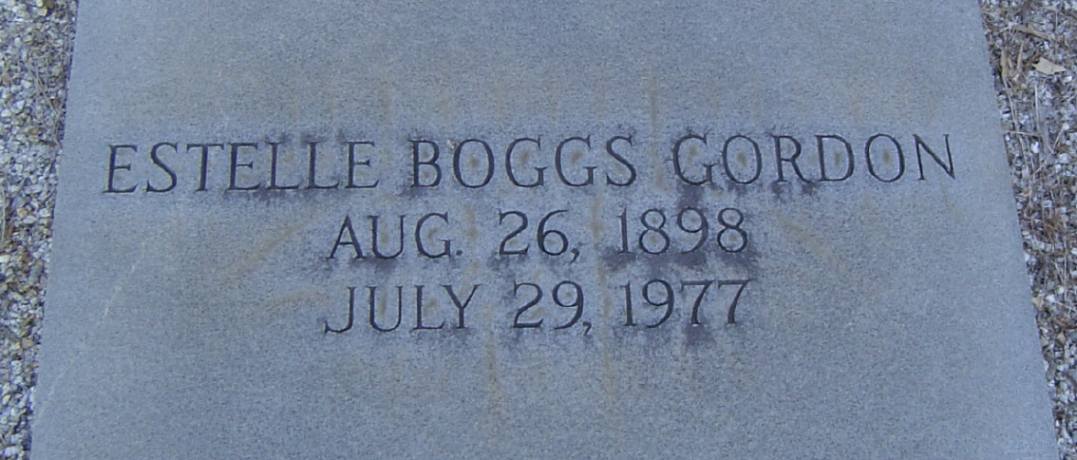 ESTELLE BOGGS GORDON
AUG. 26, 1898
JULY 29, 1977